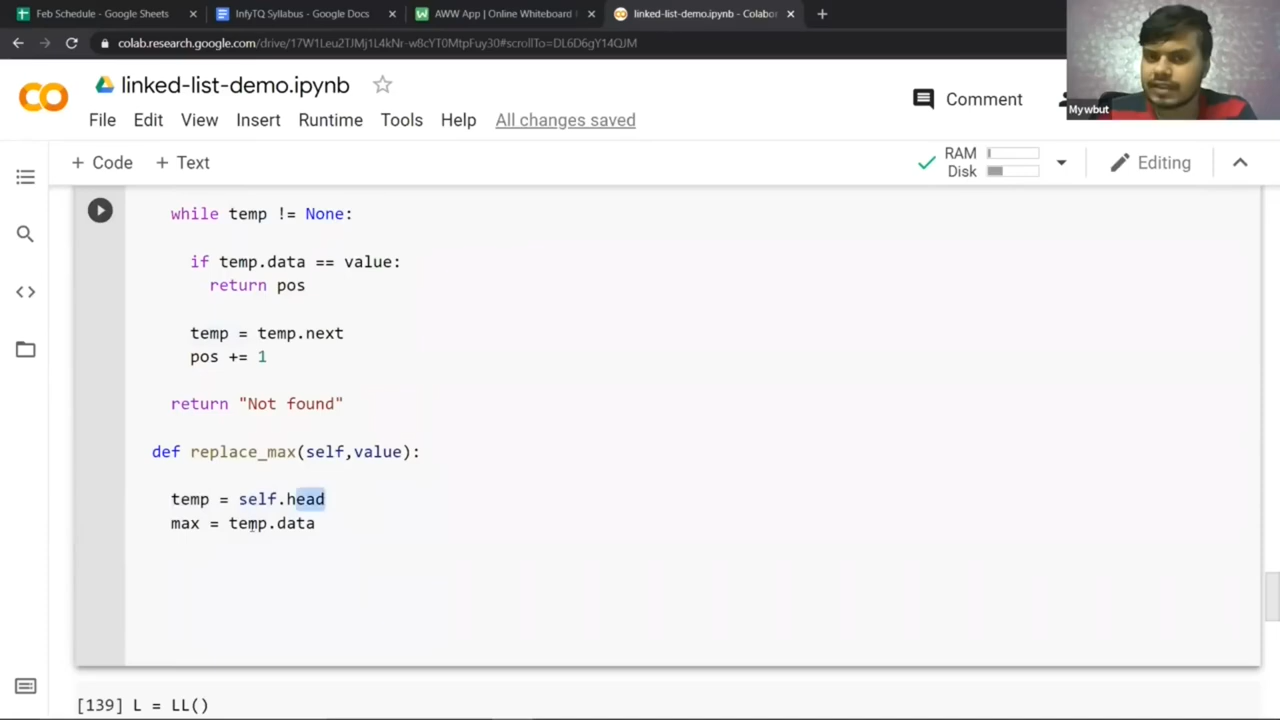 Feb Schedule - Google Sheets
InfyTQ Syllabus - Google Docs
AWW App | Online Whiteboard
linked-list-demo.ipynb - Colabor
colab.research.google.com/drive/17W1Leu2TJMj1L4kNr-w8cYT0MtpFuy30#scrollTo=DL6D6gY14QJM
Mywbut
linked-list-demo.ipynb
Comment
File Edit View Insert Runtime Tools Help All changes saved
+ Code + Text
RAM
Disk
Editing
while temp != None:
if temp.data == value:
return pos
temp = temp.next
pos += 1
return "Not found"
def replace_max(self,value):
temp = self.head
max = temp.data
[139] L = LL()